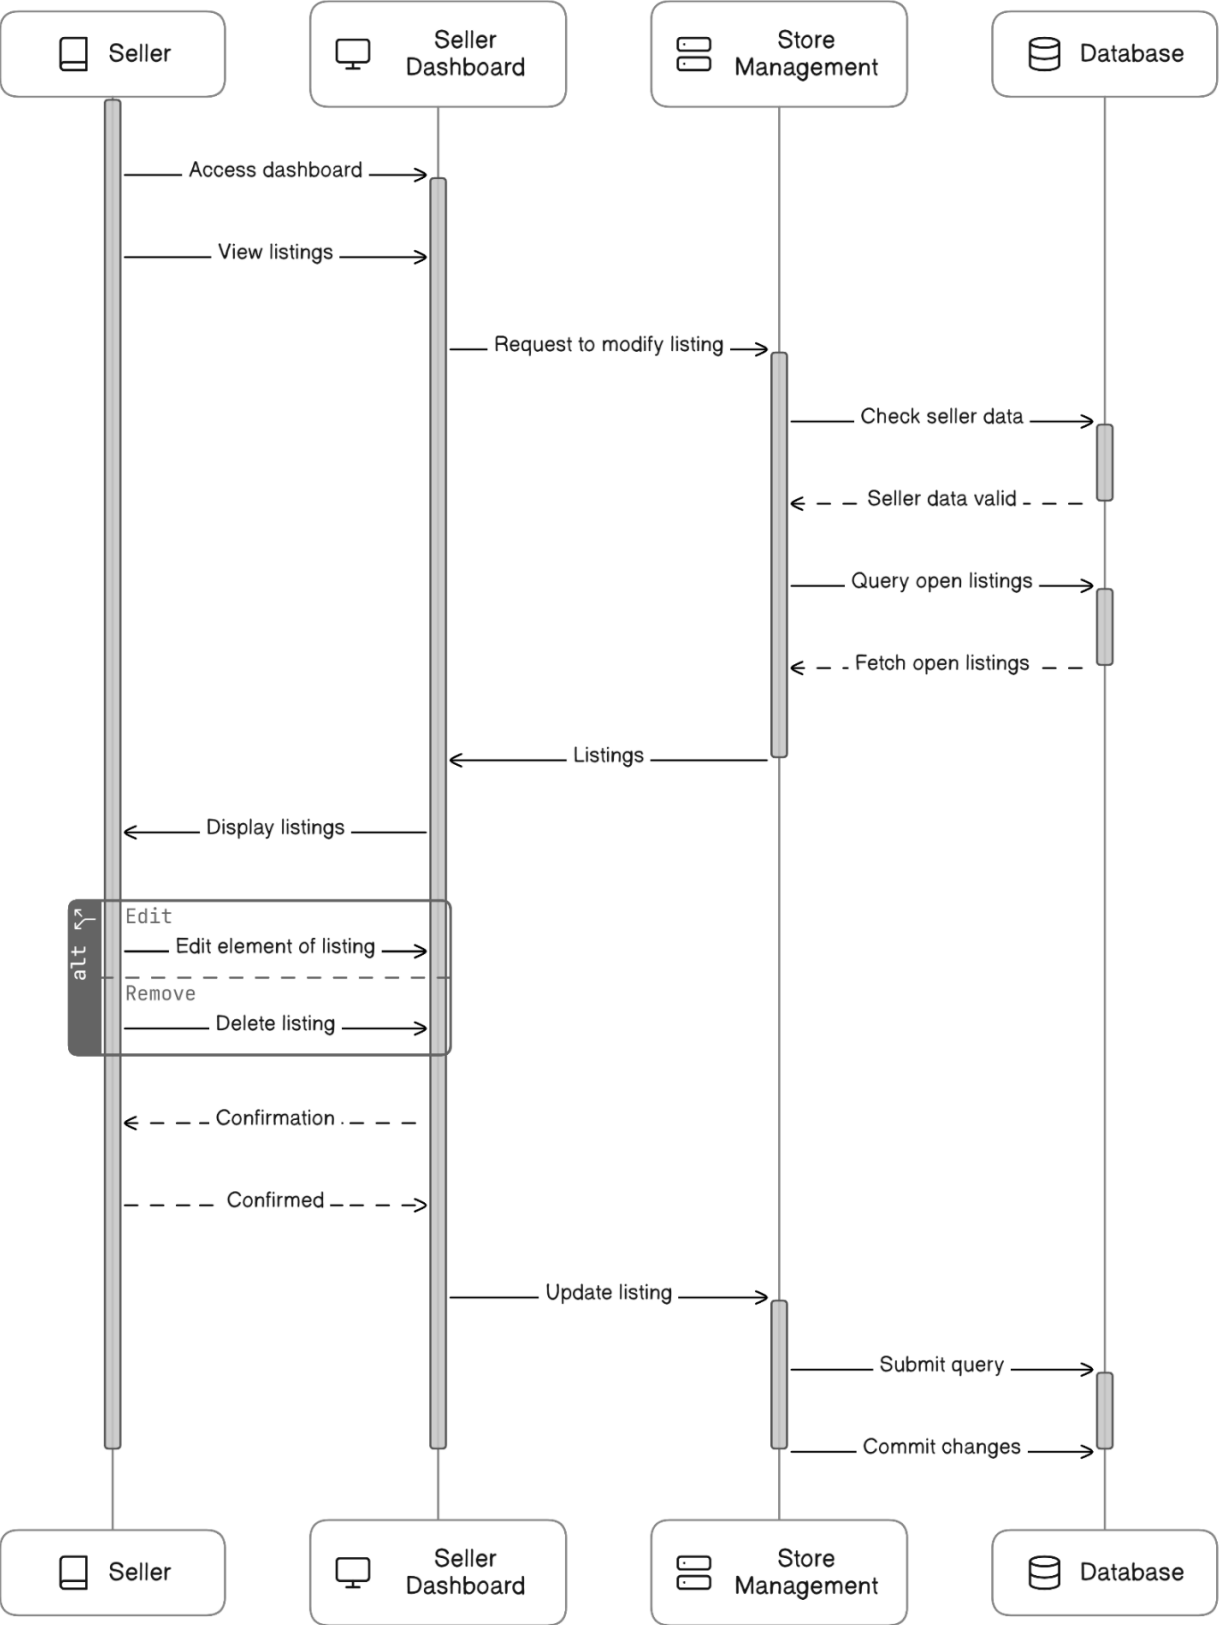 Seller
Seller
Dashboard
Store
Management
Database
Access dashboard
View listings
Request to modify listing
Check seller data
Seller data valid
Query open listings
Fetch open listings
Listings
Display listings
alt
Edit
Edit element of listing
Remove
Delete listing
Confirmation
Confirmed
Update listing
Submit query
Commit changes
Seller
Seller
Dashboard
Store
Management
Database